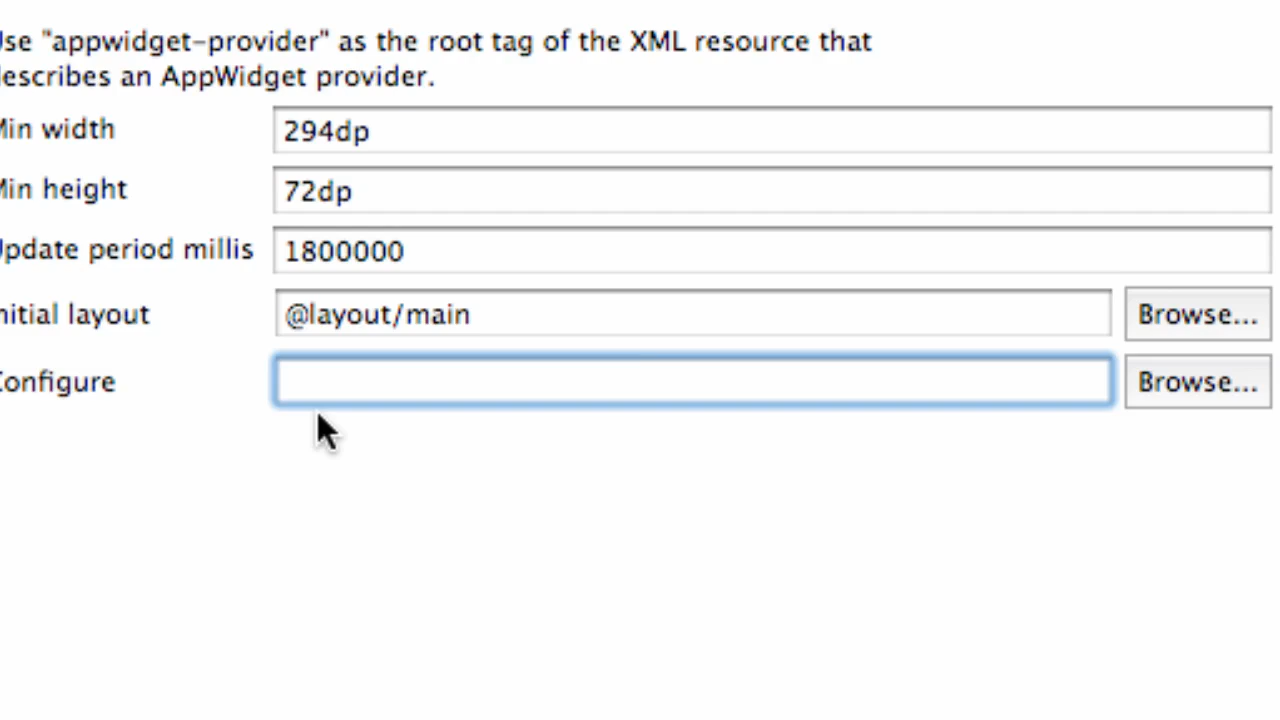 Use "appwidget-provider" as the root tag of the XML resource that
describes an AppWidget provider.
Min width 294dp
Min height 72dp
Update period millis 1800000
Initial layout @layout/main Browse...
Configure Browse...